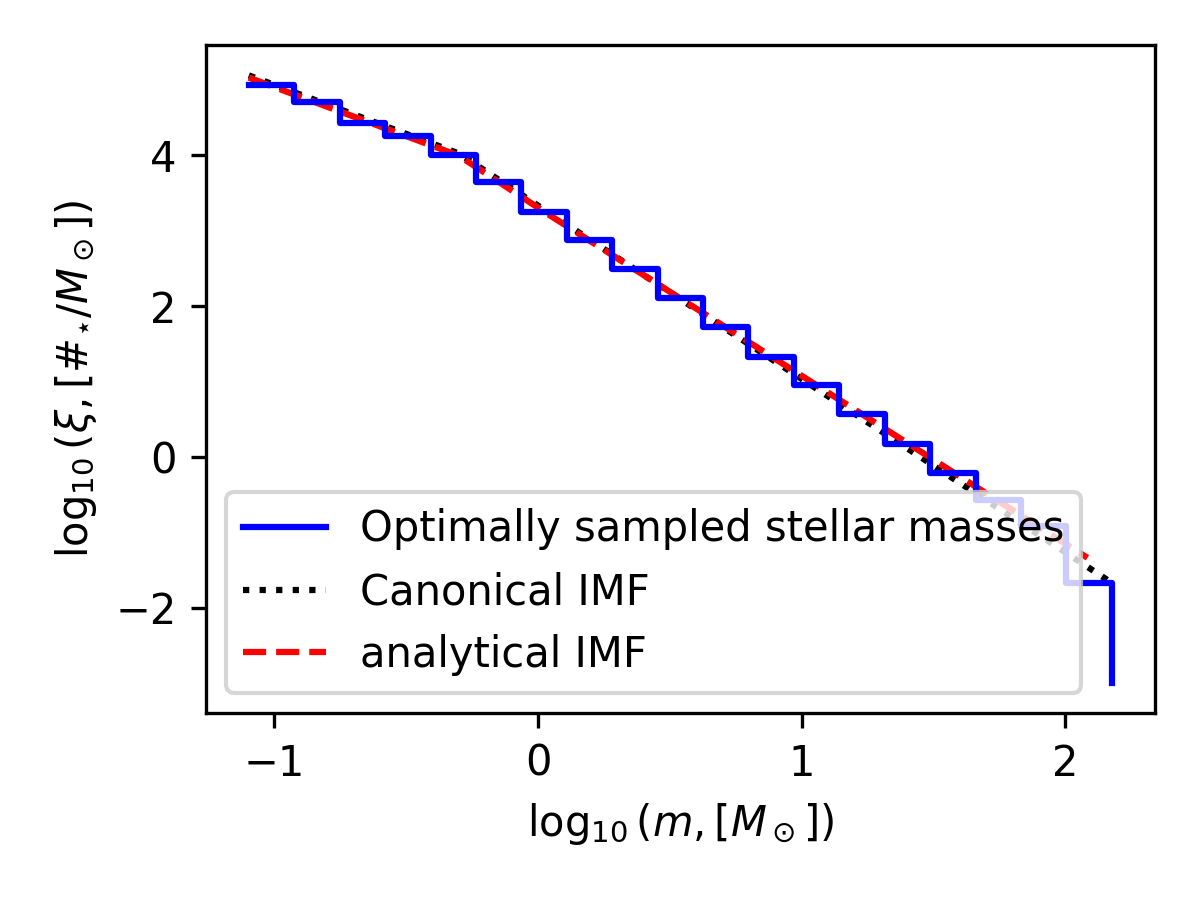 log₁₀(ξ, [#⋆/M⊙])
4
2
0
−2
Optimally sampled stellar masses
Canonical IMF
analytical IMF
−1 0 1 2
log₁₀(m, [M⊙])